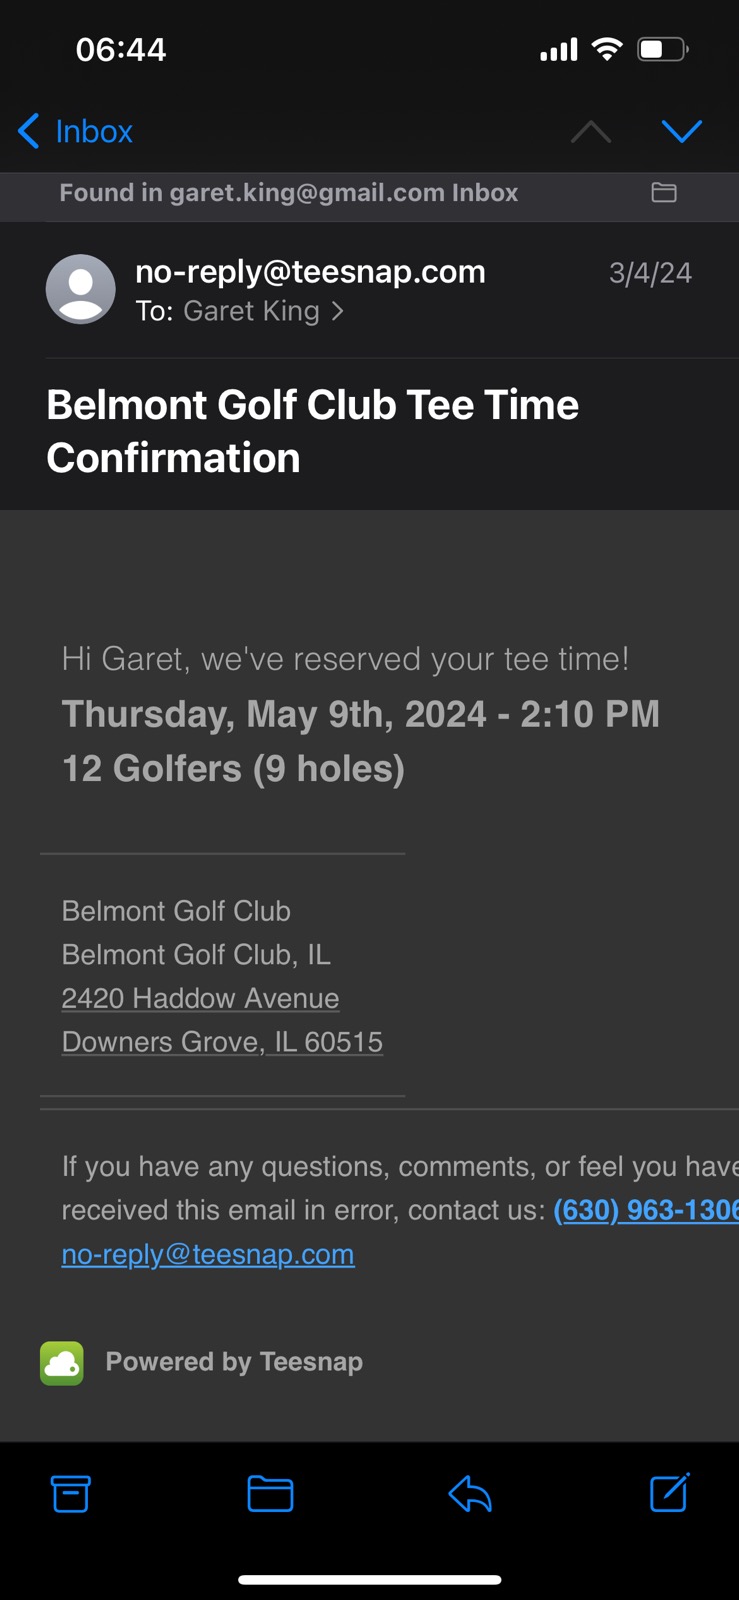 06:44
Inbox
Found in garet.king@gmail.com Inbox
no-reply@teesnap.com 3/4/24
To: Garet King
Belmont Golf Club Tee Time
Confirmation
Hi Garet, we've reserved your tee time!
Thursday, May 9th, 2024 - 2:10 PM
12 Golfers (9 holes)
Belmont Golf Club
Belmont Golf Club, IL
2420 Haddow Avenue
Downers Grove, IL 60515
If you have any questions, comments, or feel you have
received this email in error, contact us: (630) 963-1306
no-reply@teesnap.com
Powered by Teesnap